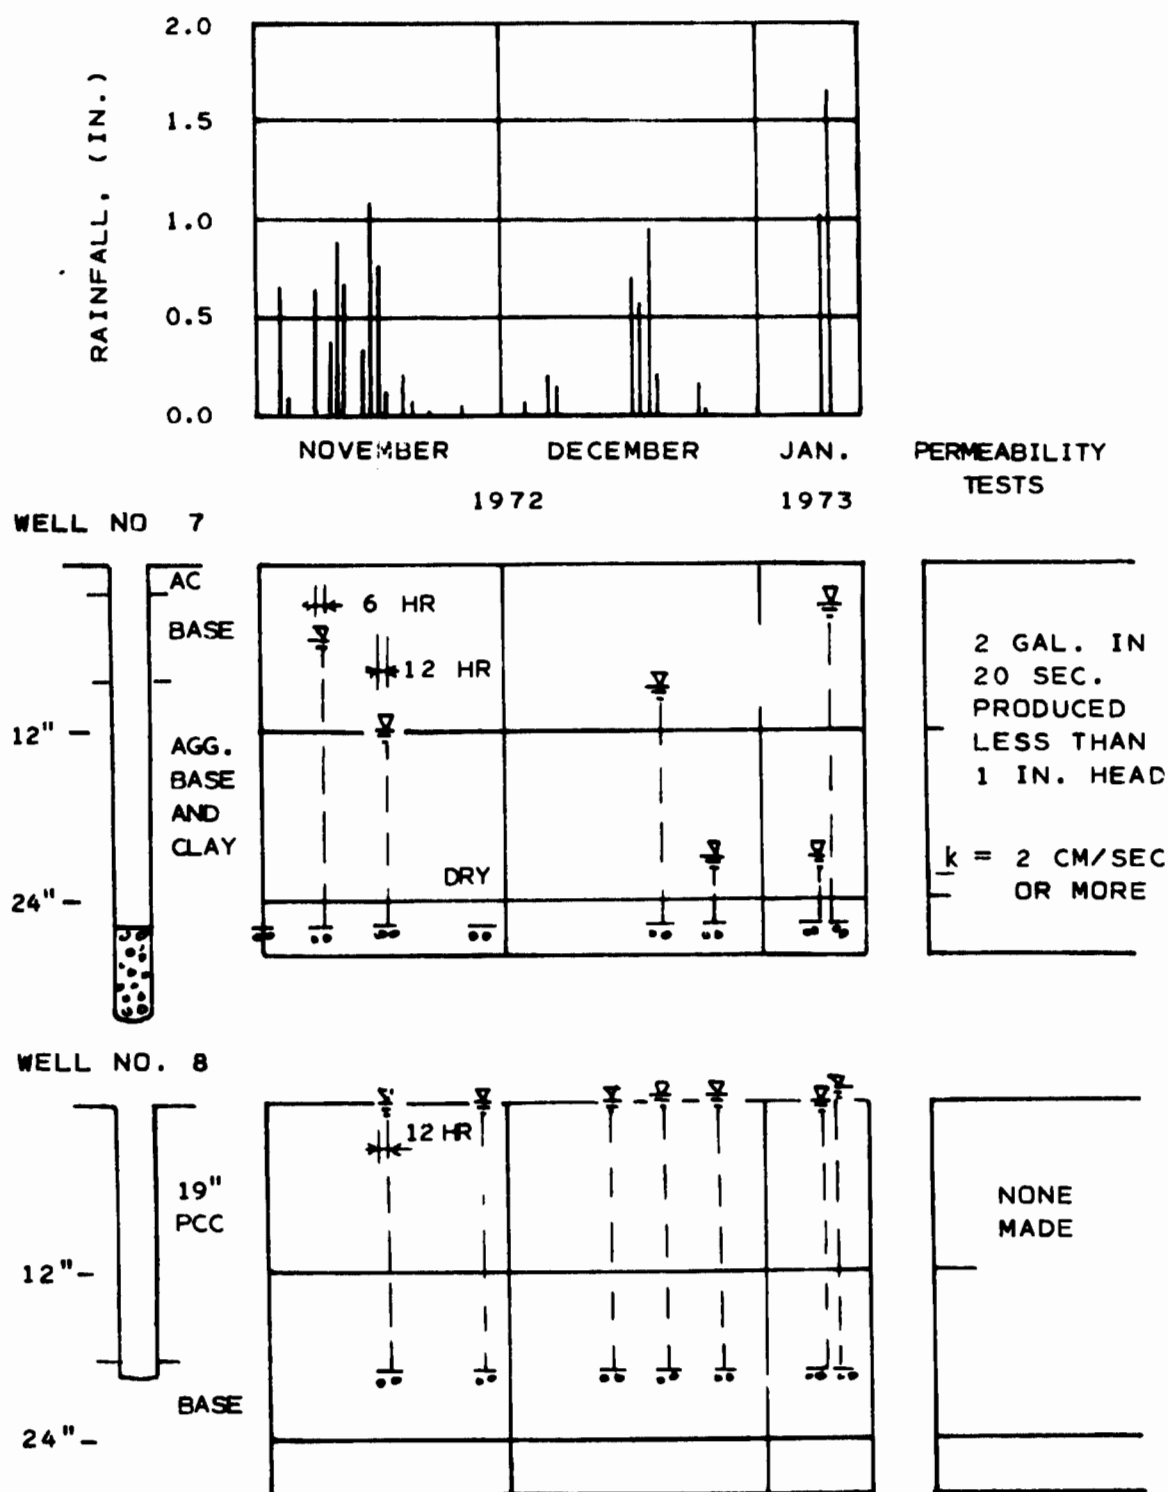 2.0
1.5
1.0
0.5
0.0
RAINFALL, (IN.)
NOVEMBER DECEMBER JAN.
1972 1973
PERMEABILITY
TESTS
WELL NO 7
AC
BASE
AGG.
BASE
AND
CLAY
12"
24"
6 HR
12 HR
DRY
2 GAL. IN
20 SEC.
PRODUCED
LESS THAN
1 IN. HEAD
k = 2 CM/SEC
OR MORE
WELL NO. 8
19"
PCC
BASE
12"
24"
12 HR
NONE
MADE